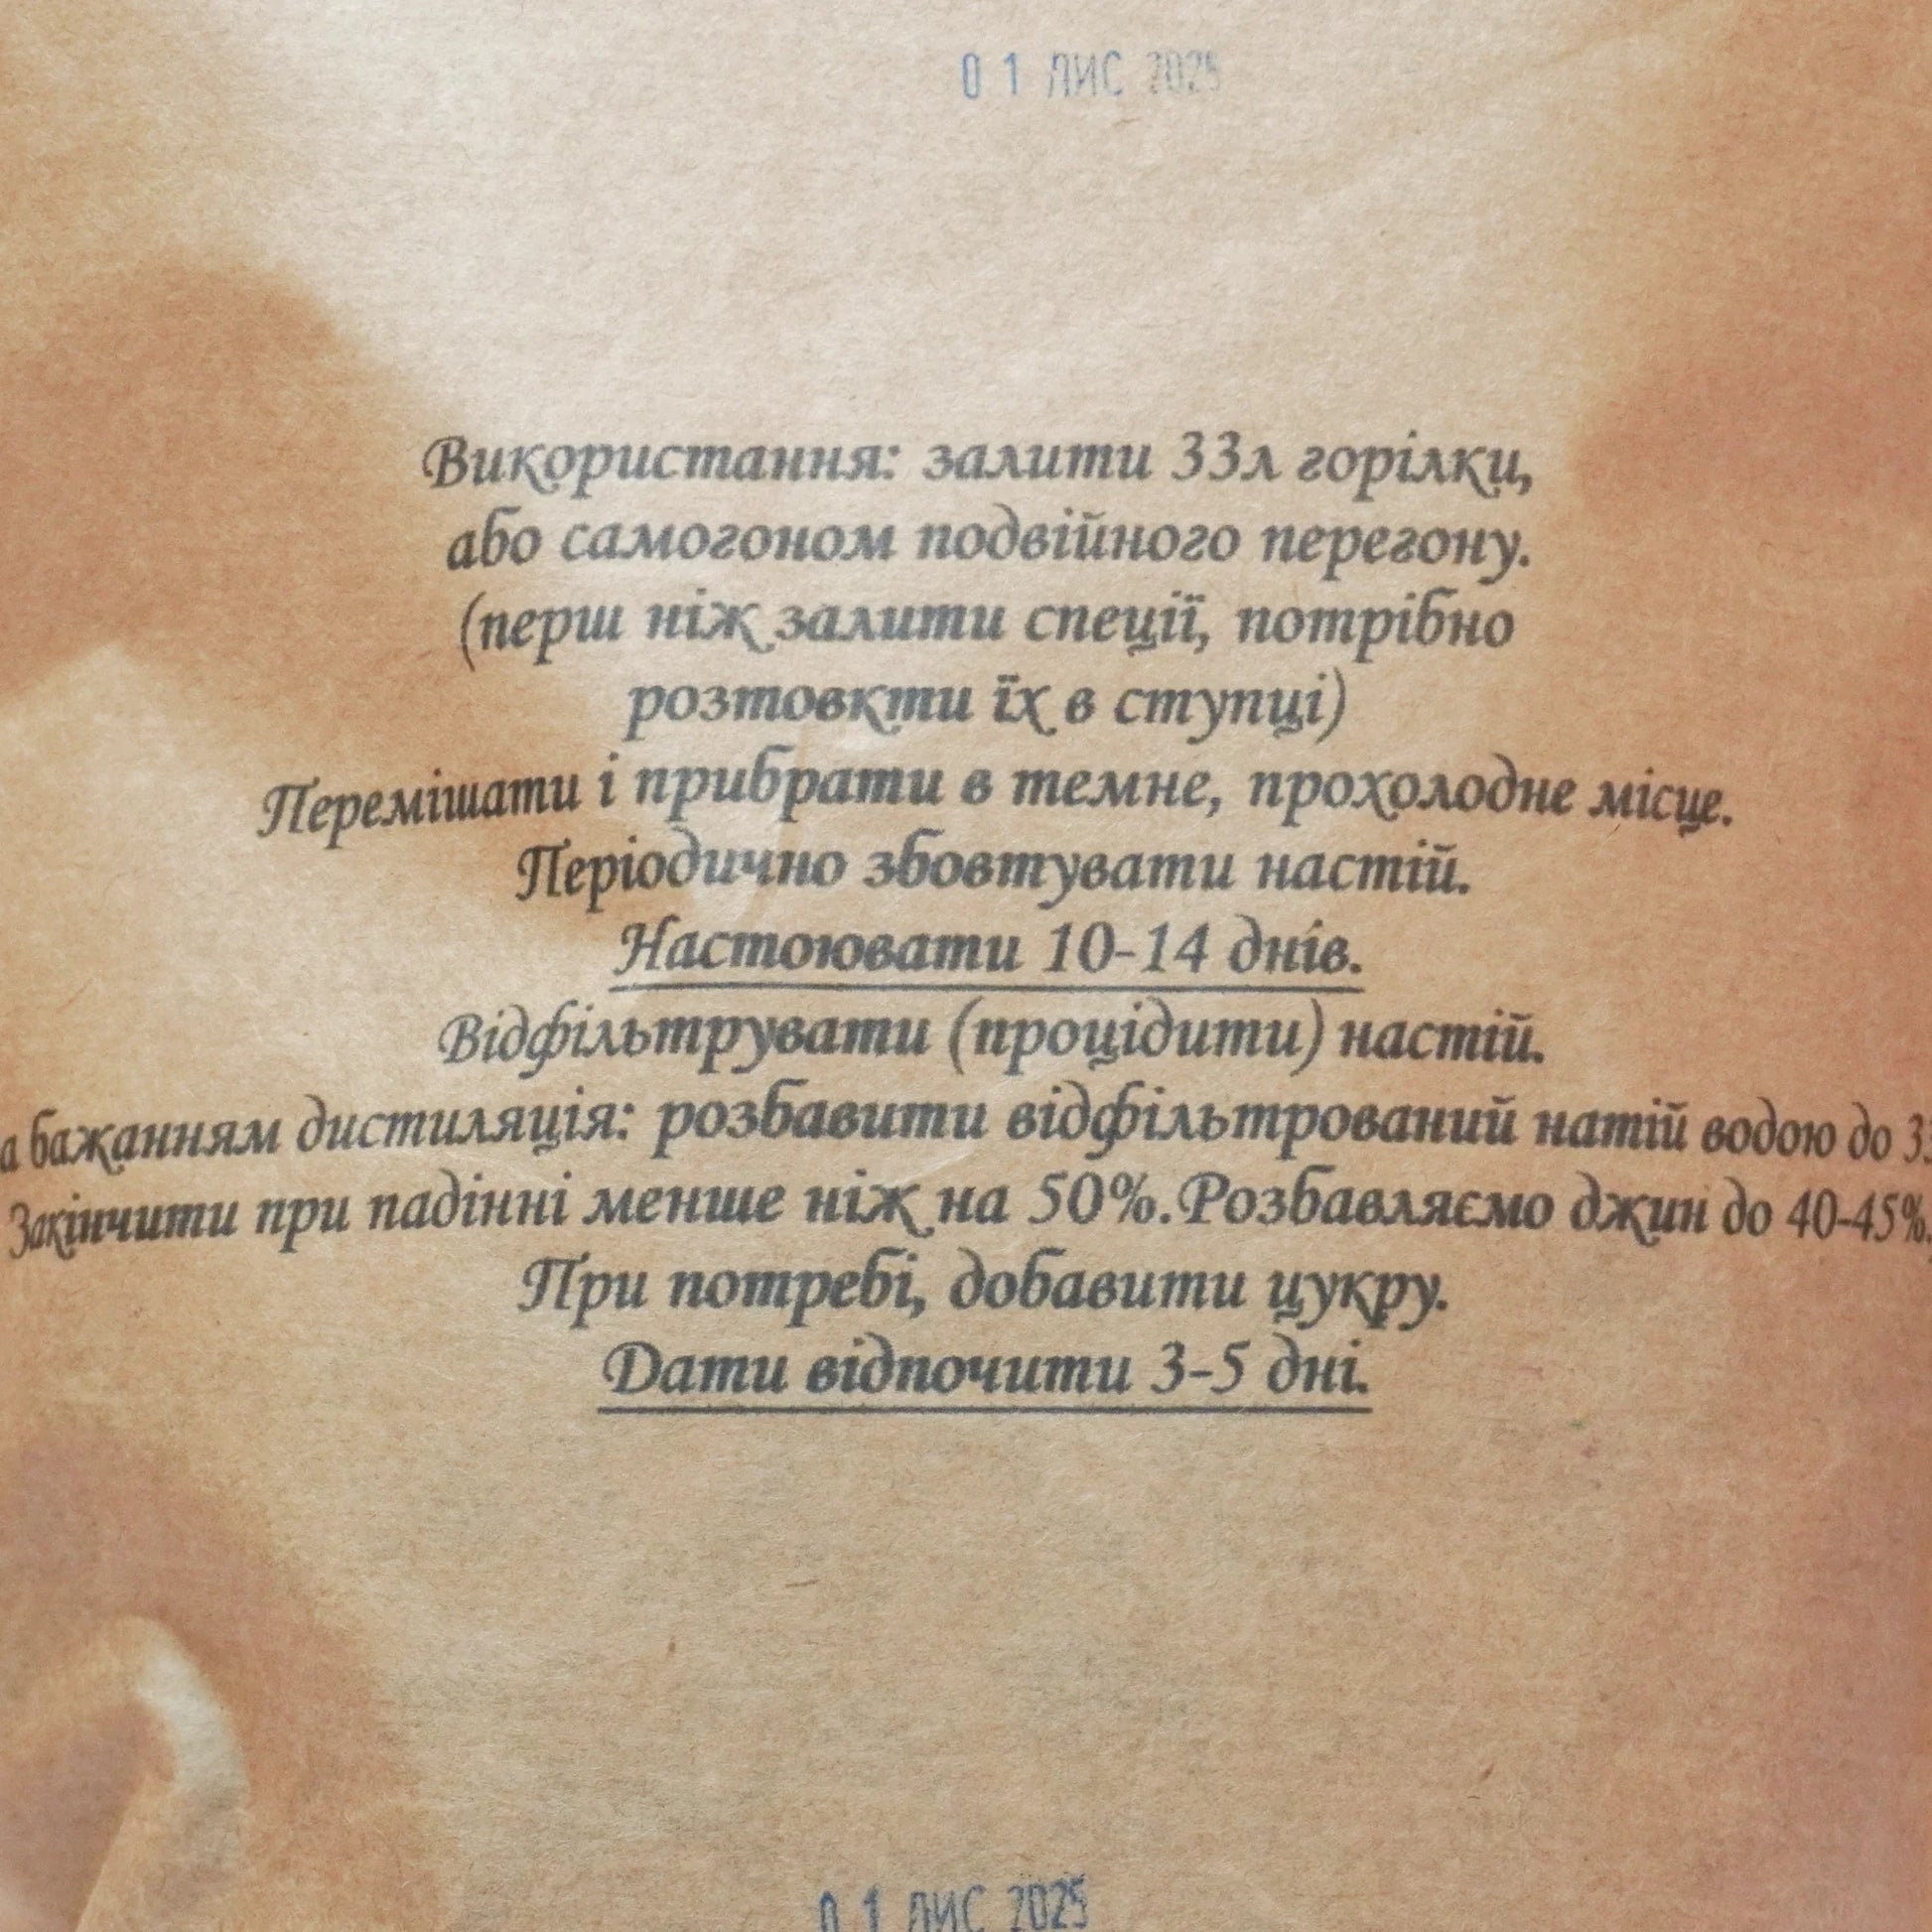 01 ЛИС 2025
Використання: залити 33л горілки,
або самогоном подвійного перегону.
(перш ніж залити спеції, потрібно
розтовкти їх в ступці)
Перемішати і прибрати в темне, прохолодне місце.
Періодично збовтувати настій.
Настоювати 10-14 днів.
Відфільтрувати (процідити) настій.
а бажанням дистиляція: розбавити відфільтрований натій водою до
Закінчити при падінні менше ніж на 50%.Розбавляємо джин до 40-45%.
При потребі, добавити цукру.
Дати відпочити 3-5 дні.
01 ЛИС 2025